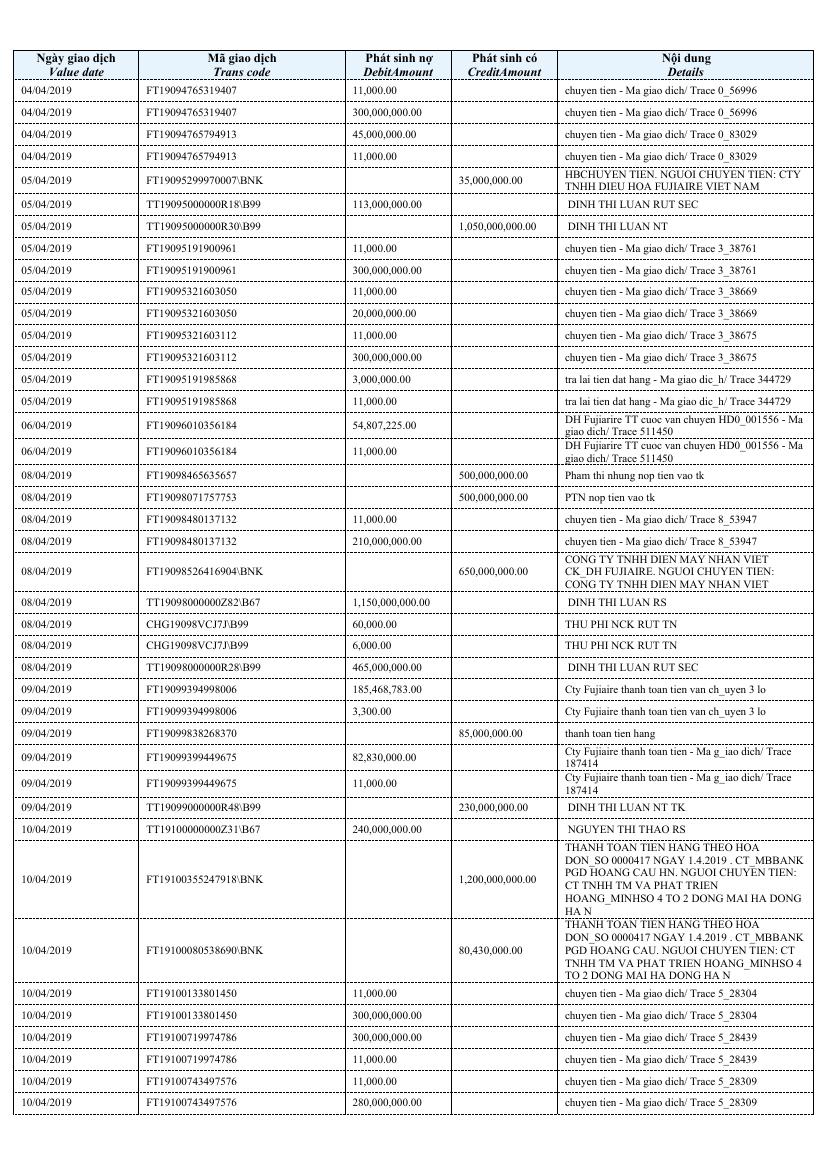 Ngày giao dịch Mã giao dịch Phát sinh nợ Phát sinh có Nội dung
Value date Trans code DebitAmount CreditAmount Details
04/04/2019 FT19094765319407 11,000.00 chuyen tien - Ma giao dich/ Trace 0_56996
04/04/2019 FT19094765319407 300,000,000.00 chuyen tien - Ma giao dich/ Trace 0_56996
04/04/2019 FT19094765794913 45,000,000.00 chuyen tien - Ma giao dich/ Trace 0_83029
04/04/2019 FT19094765794913 11,000.00 chuyen tien - Ma giao dich/ Trace 0_83029
05/04/2019 FT19095299970007\BNK 35,000,000.00 HBCHUYEN TIEN. NGUOI CHUYEN TIEN: CTY
TNHH DIEU HOA FUJIAIRE VIET NAM
05/04/2019 TT19095000000R18\B99 113,000,000.00 DINH THI LUAN RUT SEC
05/04/2019 TT19095000000R30\B99 1,050,000,000.00 DINH THI LUAN NT
05/04/2019 FT19095191900961 11,000.00 chuyen tien - Ma giao dich/ Trace 3_38761
05/04/2019 FT19095191900961 300,000,000.00 chuyen tien - Ma giao dich/ Trace 3_38761
05/04/2019 FT19095321603050 11,000.00 chuyen tien - Ma giao dich/ Trace 3_38669
05/04/2019 FT19095321603050 20,000,000.00 chuyen tien - Ma giao dich/ Trace 3_38669
05/04/2019 FT19095321603112 11,000.00 chuyen tien - Ma giao dich/ Trace 3_38675
05/04/2019 FT19095321603112 300,000,000.00 chuyen tien - Ma giao dich/ Trace 3_38675
05/04/2019 FT19095191985868 3,000,000.00 tra lai tien dat hang - Ma giao dic_h/ Trace 344729
05/04/2019 FT19095191985868 11,000.00 tra lai tien dat hang - Ma giao dic_h/ Trace 344729
06/04/2019 FT19096010356184 54,807,225.00 DH Fujiarire TT cuoc van chuyen HD0_001556 - Ma
giao dich/ Trace 511450
06/04/2019 FT19096010356184 11,000.00 DH Fujiarire TT cuoc van chuyen HD0_001556 - Ma
giao dich/ Trace 511450
08/04/2019 FT19098465635657 500,000,000.00 Pham thi nhung nop tien vao tk
08/04/2019 FT19098071757753 500,000,000.00 PTN nop tien vao tk
08/04/2019 FT19098480137132 11,000.00 chuyen tien - Ma giao dich/ Trace 8_53947
08/04/2019 FT19098480137132 210,000,000.00 chuyen tien - Ma giao dich/ Trace 8_53947
08/04/2019 FT19098526416904\BNK 650,000,000.00 CONG TY TNHH DIEN MAY NHAN VIET
CK_DH FUJIAIRE. NGUOI CHUYEN TIEN:
CONG TY TNHH DIEN MAY NHAN VIET
08/04/2019 TT19098000000Z82\B67 1,150,000,000.00 DINH THI LUAN RS
08/04/2019 CHG19098VCJ7J\B99 60,000.00 THU PHI NCK RUT TN
08/04/2019 CHG19098VCJ7J\B99 6,000.00 THU PHI NCK RUT TN
08/04/2019 TT19098000000R28\B99 465,000,000.00 DINH THI LUAN RUT SEC
09/04/2019 FT19099394998006 185,468,783.00 Cty Fujiaire thanh toan tien van ch_uyen 3 lo
09/04/2019 FT19099394998006 3,300.00 Cty Fujiaire thanh toan tien van ch_uyen 3 lo
09/04/2019 FT19099838268370 85,000,000.00 thanh toan tien hang
09/04/2019 FT19099399449675 82,830,000.00 Cty Fujiaire thanh toan tien - Ma g_iao dich/ Trace
187414
09/04/2019 FT19099399449675 11,000.00 Cty Fujiaire thanh toan tien - Ma g_iao dich/ Trace
187414
09/04/2019 TT19099000000R48\B99 230,000,000.00 DINH THI LUAN NT TK
10/04/2019 TT19100000000Z31\B67 240,000,000.00 NGUYEN THI THAO RS
10/04/2019 FT19100355247918\BNK 1,200,000,000.00 THANH TOAN TIEN HANG THEO HOA
DON_SO 0000417 NGAY 1.4.2019 . CT_MBBANK
PGD HOANG CAU HN. NGUOI CHUYEN TIEN:
CT TNHH TM VA PHAT TRIEN
HOANG_MINHSO 4 TO 2 DONG MAI HA DONG
HA N
10/04/2019 FT19100080538690\BNK 80,430,000.00 THANH TOAN TIEN HANG THEO HOA
DON_SO 0000417 NGAY 1.4.2019 . CT_MBBANK
PGD HOANG CAU. NGUOI CHUYEN TIEN: CT
TNHH TM VA PHAT TRIEN HOANG_MINHSO 4
TO 2 DONG MAI HA DONG HA N
10/04/2019 FT19100133801450 11,000.00 chuyen tien - Ma giao dich/ Trace 5_28304
10/04/2019 FT19100133801450 300,000,000.00 chuyen tien - Ma giao dich/ Trace 5_28304
10/04/2019 FT19100719974786 300,000,000.00 chuyen tien - Ma giao dich/ Trace 5_28439
10/04/2019 FT19100719974786 11,000.00 chuyen tien - Ma giao dich/ Trace 5_28439
10/04/2019 FT19100743497576 11,000.00 chuyen tien - Ma giao dich/ Trace 5_28309
10/04/2019 FT19100743497576 280,000,000.00 chuyen tien - Ma giao dich/ Trace 5_28309